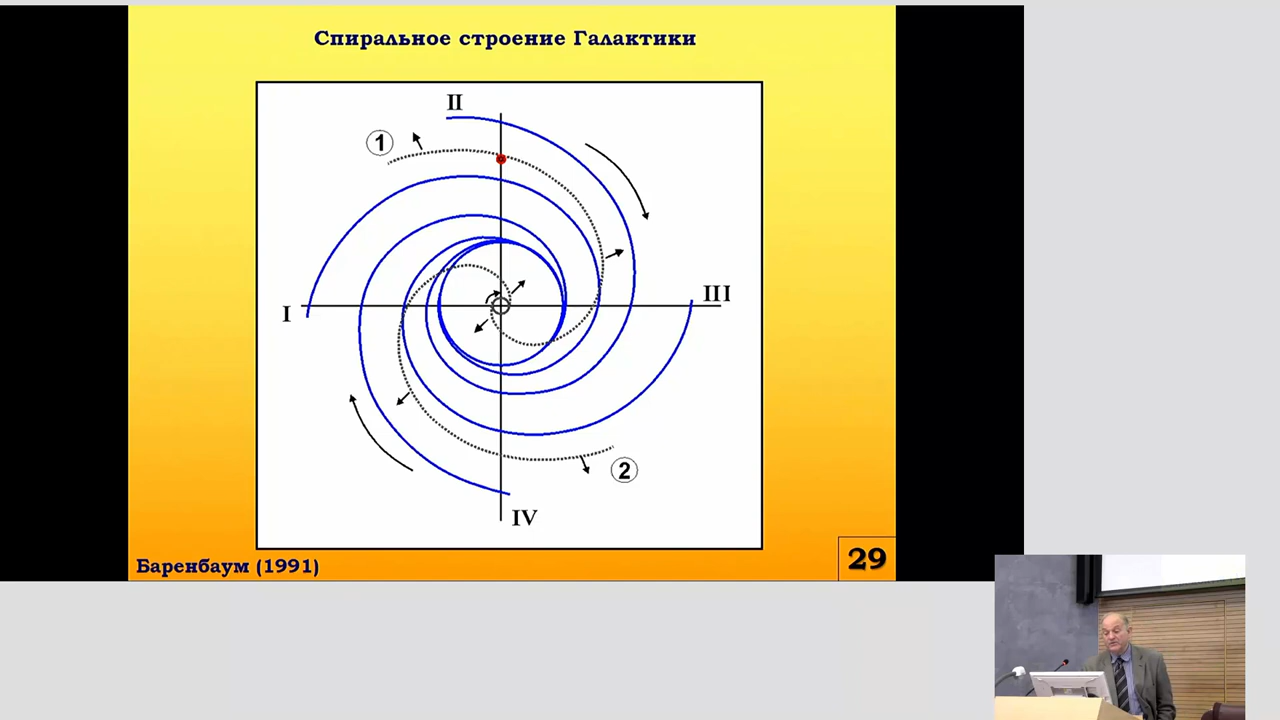 Спиральное строение Галактики
II
1
III
I
2
IV
Баренбаум (1991)
29